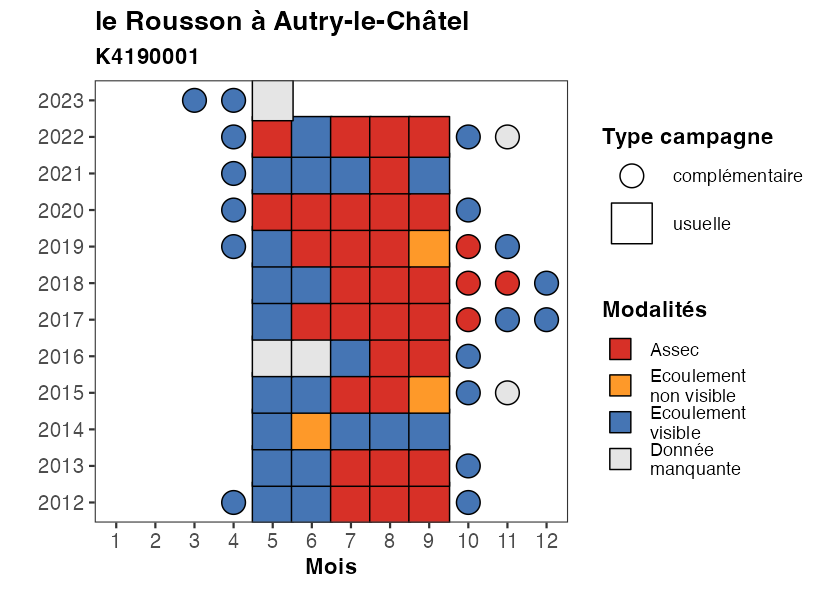 le Rousson à Autry-le-Châtel
K4190001
2023
2022
2021
2020
2019
2018
2017
2016
2015
2014
2013
2012
1 2 3 4 5 6 7 8 9 10 11 12
Mois
Type campagne
complémentaire
usuelle
Modalités
Assec
Ecoulement
non visible
Ecoulement
visible
Donnée
manquante